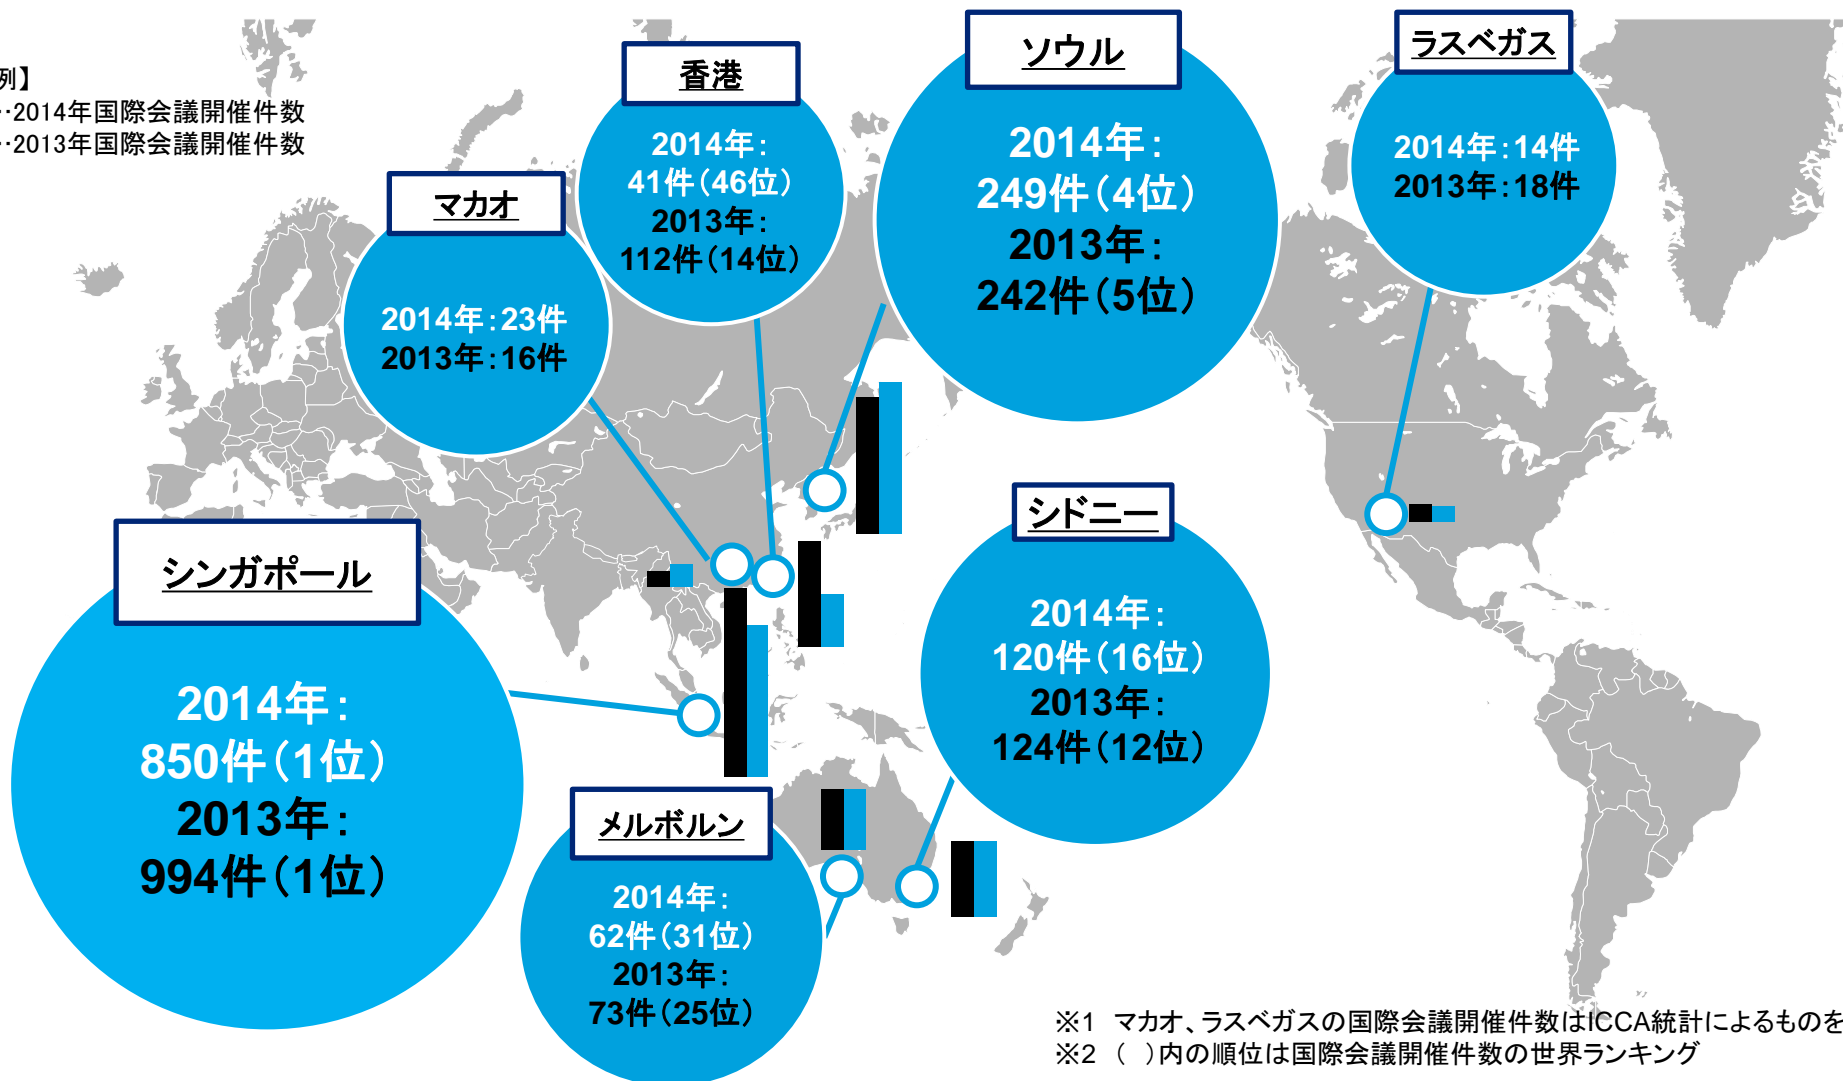 例】
‥2014年国際会議開催件数
‥2013年国際会議開催件数
マカオ
2014年：23件
2013年：16件
香港
2014年：
41件（46位）
2013年：
112件（14位）
ソウル
2014年：
249件（4位）
2013年：
242件（5位）
ラスベガス
2014年：14件
2013年：18件
シンガポール
2014年：
850件（1位）
2013年：
994件（1位）
メルボルン
2014年：
62件（31位）
2013年：
73件（25位）
シドニー
2014年：
120件（16位）
2013年：
124件（12位）
※1　マカオ、ラスベガスの国際会議開催件数はICCA統計によるものを
※2　（　）内の順位は国際会議開催件数の世界ランキング